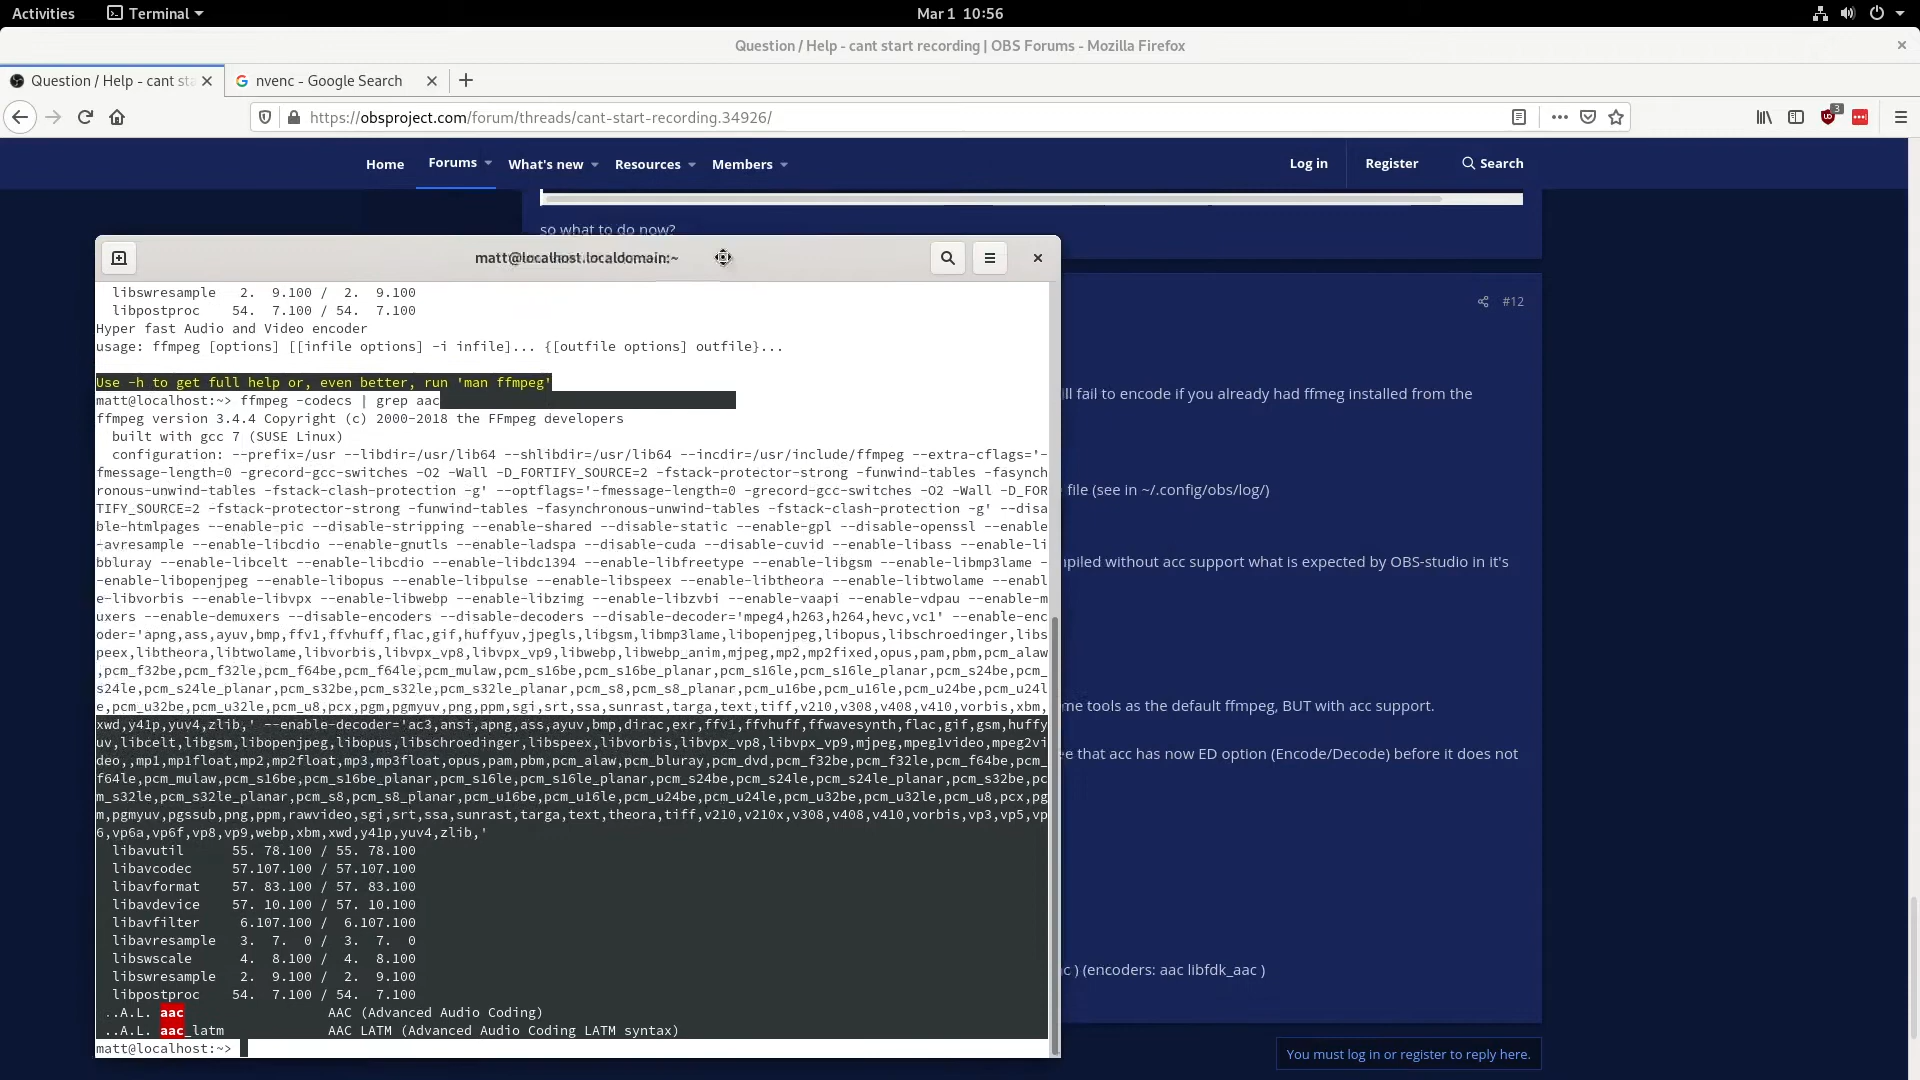 Activities
Terminal
Mar 1 10:56
Question / Help - cant start recording | OBS Forums - Mozilla Firefox
Question / Help - cant sta
nvenc - Google Search
https://obsproject.com/forum/threads/cant-start-recording.34926/
3
Home
Forums
What's new
Resources
Members
Log in
Register
Search
so what to do now?
#12
matt@localhost.localdomain:~
libswresample 2. 9.100 / 2. 9.100
libpostproc 54. 7.100 / 54. 7.100
Hyper fast Audio and Video encoder
usage: ffmpeg [options] [[infile options] -i infile]... {[outfile options] outfile}...
Use -h to get full help or, even better, run 'man ffmpeg'
matt@localhost:~> ffmpeg -codecs | grep aac
ffmpeg version 3.4.4 Copyright (c) 2000-2018 the FFmpeg developers
built with gcc 7 (SUSE Linux)
configuration: --prefix=/usr --libdir=/usr/lib64 --shlibdir=/usr/lib64 --incdir=/usr/include/ffmpeg --extra-cflags='-
fmessage-length=0 -grecord-gcc-switches -O2 -Wall -D_FORTIFY_SOURCE=2 -fstack-protector-strong -funwind-tables -fasynch
ronous-unwind-tables -fstack-clash-protection -g' --optflags='-fmessage-length=0 -grecord-gcc-switches -O2 -Wall -D_FOR
TIFY_SOURCE=2 -fstack-protector-strong -funwind-tables -fasynchronous-unwind-tables -fstack-clash-protection -g' --disa
ble-htmlpages --enable-pic --disable-stripping --enable-shared --disable-static --enable-gpl --disable-openssl --enable
-avresample --enable-libcdio --enable-gnutls --enable-ladspa --disable-cuda --disable-cuvid --enable-libass --enable-li
bbluray --enable-libcelt --enable-libcdio --enable-libdc1394 --enable-libfreetype --enable-libgsm --enable-libmp3lame -
-enable-libopenjpeg --enable-libopus --enable-libpulse --enable-libspeex --enable-libtheora --enable-libtwolame --enabl
e-libvorbis --enable-libvpx --enable-libwebp --enable-libzimg --enable-libzvbi --enable-vaapi --enable-vdpau --enable-m
uxers --enable-demuxers --disable-encoders --disable-decoders --disable-decoder='mpeg4,h263,h264,hevc,vc1' --enable-enc
oder='apng,ass,ayuv,bmp,ffv1,ffvhuff,flac,gif,huffyuv,jpegls,libgsm,libmp3lame,libopenjpeg,libopus,libschroedinger,libs
peex,libtheora,libtwolame,libvorbis,libvpx_vp8,libvpx_vp9,libwebp,libwebp_anim,mjpeg,mp2,mp2fixed,opus,pam,pbm,pcm_alaw
,pcm_f32be,pcm_f32le,pcm_f64be,pcm_f64le,pcm_mulaw,pcm_s16be,pcm_s16be_planar,pcm_s16le,pcm_s16le_planar,pcm_s24be,pcm_
s24le,pcm_s24le_planar,pcm_s32be,pcm_s32le,pcm_s32le_planar,pcm_s8,pcm_s8_planar,pcm_u16be,pcm_u16le,pcm_u24be,pcm_u24l
e,pcm_u32be,pcm_u32le,pcm_u8,pcx,pgm,pgmyuv,png,ppm,sgi,srt,ssa,sunrast,targa,text,tiff,v210,v308,v408,v410,vorbis,xbm,
xwd,y41p,yuv4,zlib,' --enable-decoder='ac3,ansi,apng,ass,ayuv,bmp,dirac,exr,ffv1,ffvhuff,ffwavesynth,flac,gif,gsm,huffy
uv,libcelt,libgsm,libopenjpeg,libopus,libschroedinger,libspeex,libvorbis,libvpx_vp8,libvpx_vp9,mjpeg,mpeg1video,mpeg2vi
deo,,mp1,mp1float,mp2,mp2float,mp3,mp3float,opus,pam,pbm,pcm_alaw,pcm_bluray,pcm_dvd,pcm_f32be,pcm_f32le,pcm_f64be,pcm_
f64le,pcm_mulaw,pcm_s16be,pcm_s16be_planar,pcm_s16le,pcm_s16le_planar,pcm_s24be,pcm_s24le,pcm_s24le_planar,pcm_s32be,pc
m_s32le,pcm_s32le_planar,pcm_s8,pcm_s8_planar,pcm_u16be,pcm_u16le,pcm_u24be,pcm_u24le,pcm_u32be,pcm_u32le,pcm_u8,pcx,pg
m,pgmyuv,pgssub,png,ppm,rawvideo,sgi,srt,ssa,sunrast,targa,text,theora,tiff,v210,v210x,v308,v408,v410,vorbis,vp3,vp5,vp
6,vp6a,vp6f,vp8,vp9,webp,xbm,xwd,y41p,yuv4,zlib,'
libavutil 55. 78.100 / 55. 78.100
libavcodec 57.107.100 / 57.107.100
libavformat 57. 83.100 / 57. 83.100
libavdevice 57. 10.100 / 57. 10.100
libavfilter 6.107.100 / 6.107.100
libavresample 3. 7. 0 / 3. 7. 0
libswscale 4. 8.100 / 4. 8.100
libswresample 2. 9.100 / 2. 9.100
libpostproc 54. 7.100 / 54. 7.100
..A.L. aac AAC (Advanced Audio Coding)
..A.L. aac_latm AAC LATM (Advanced Audio Coding LATM syntax)
matt@localhost:~>
ll fail to encode if you already had ffmeg installed from the
file (see in ~/.config/obs/log/)
piled without acc support what is expected by OBS-studio in it's
me tools as the default ffmpeg, BUT with acc support.
ee that acc has now ED option (Encode/Decode) before it does not
c ) (encoders: aac libfdk_aac )
You must log in or register to reply here.